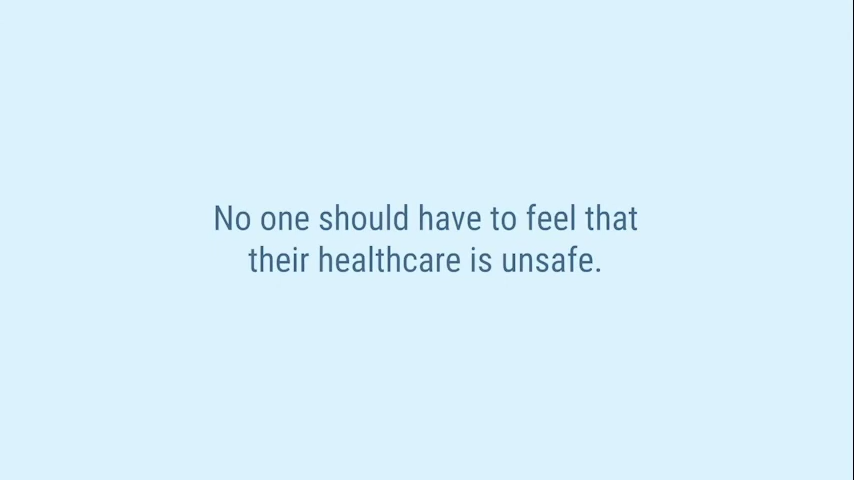 No one should have to feel that
their healthcare is unsafe.